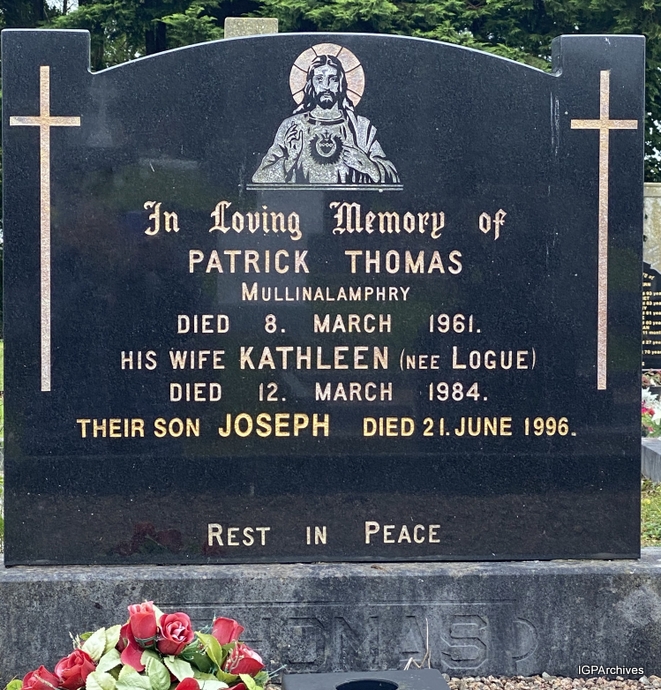 In Loving Memory of
PATRICK THOMAS
MULLINALAMPHRY
DIED 8. MARCH 1961.
HIS WIFE KATHLEEN (NEE LOGUE)
DIED 12. MARCH 1984.
THEIR SON JOSEPH DIED 21. JUNE 1996.
REST IN PEACE
THOMAS
IGPArchives